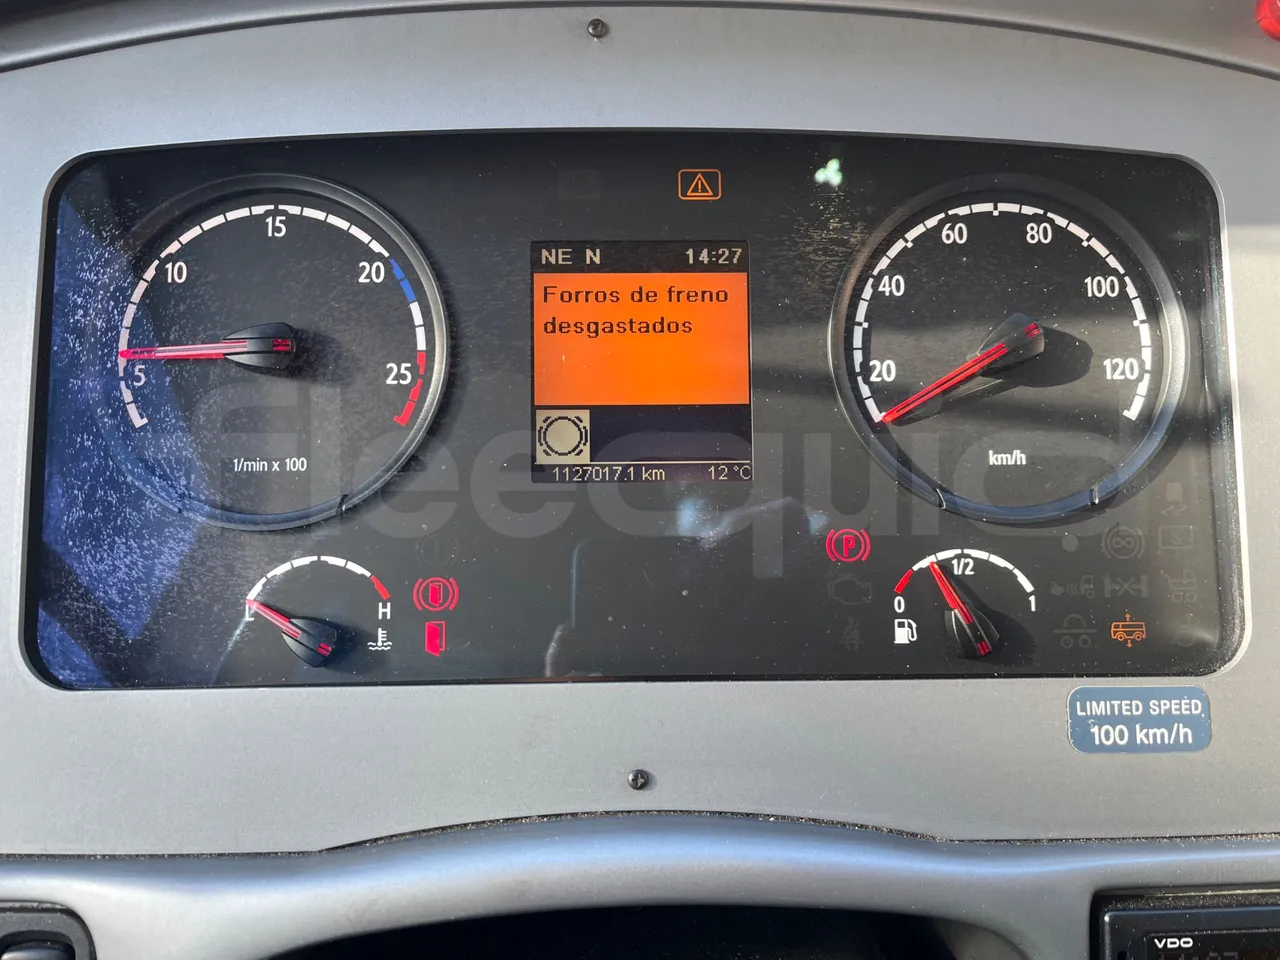 NE N 14:27
Forros de freno
desgastados
1127017.1 km 12 °C
5 10 15 20 25
1/min x 100
20 40 60 80 100 120
km/h
L H
P
0 1/2 1
LIMITED SPEED
100 km/h
VDO
fleequid